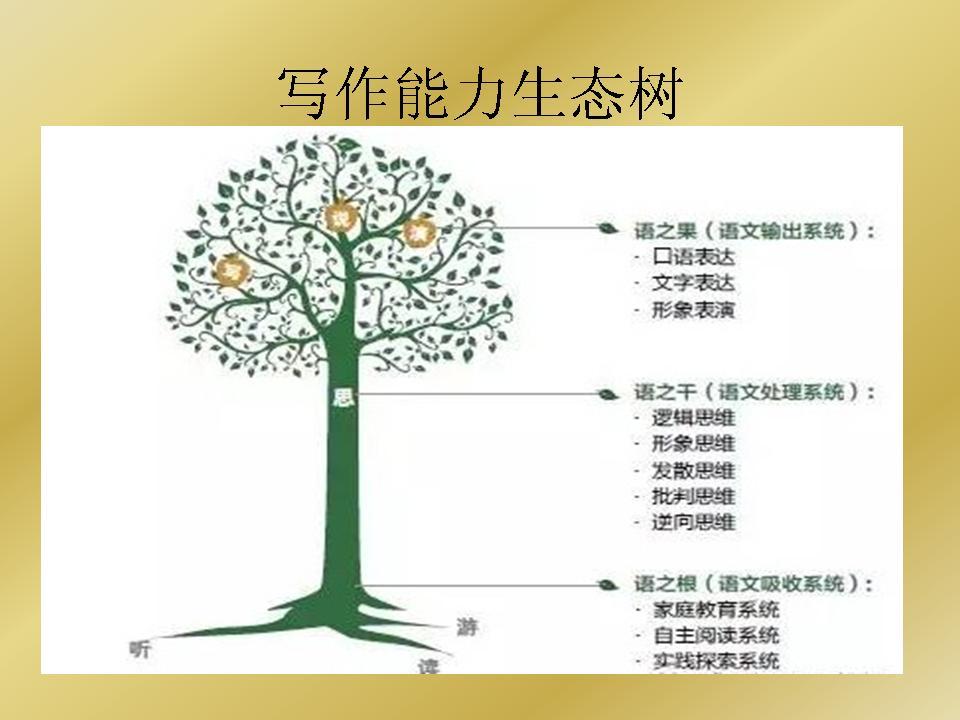 写作能力生态树
说
演
写
语之果（语文输出系统）：
· 口语表达
· 文字表达
· 形象表演
思
语之干（语文处理系统）：
· 逻辑思维
· 形象思维
· 发散思维
· 批判思维
· 逆向思维
语之根（语文吸收系统）：
· 家庭教育系统
· 自主阅读系统
· 实践探索系统
游
听
读